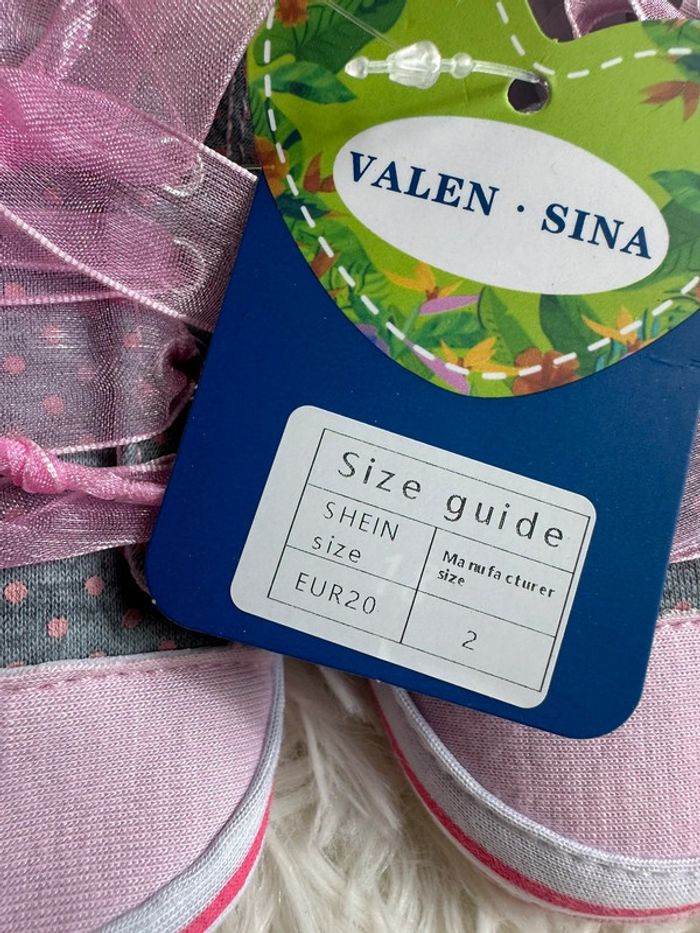 VALEN · SINA
Size guide
SHEIN
size
Manufacturer
size
EUR20
2